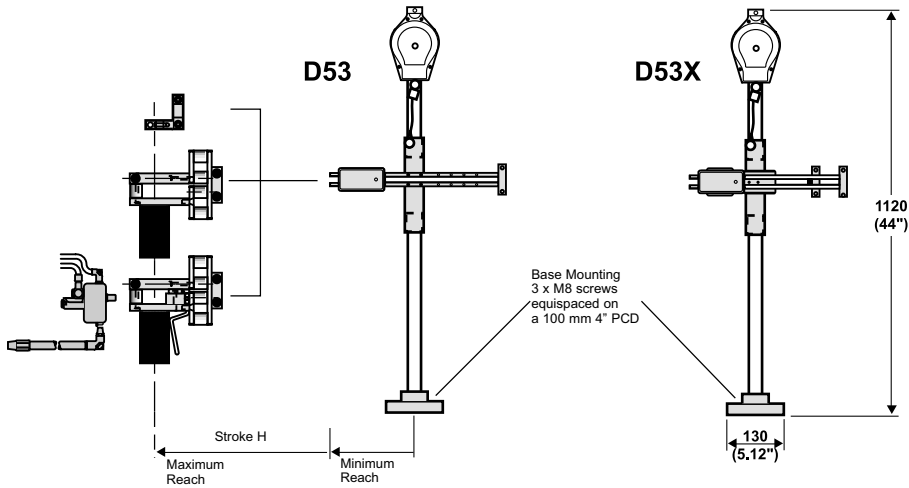 D53
D53X
1120
(44")
Base Mounting
3 x M8 screws
equispaced on
a 100 mm 4” PCD
130
(5.12")
Stroke H
Maximum
Reach
Minimum
Reach